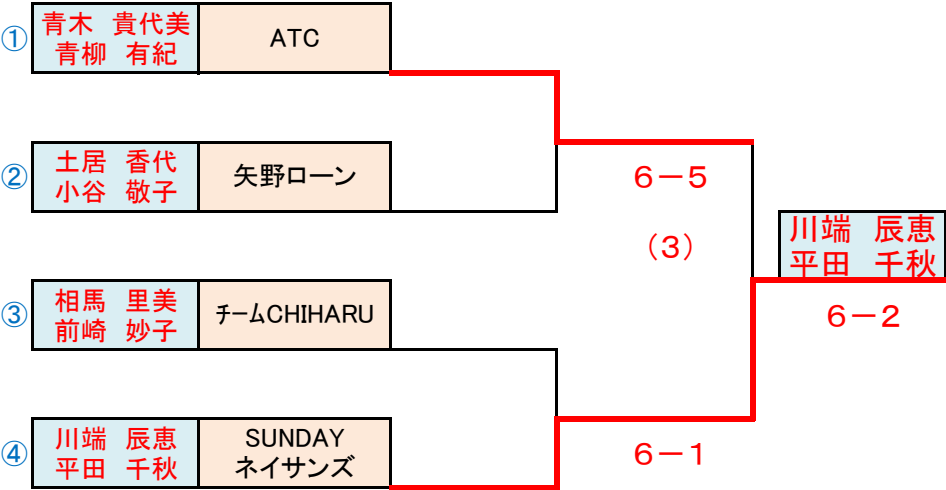 ① 青木　貴代美
青柳　有紀
ATC
② 土居　香代
小谷　敬子
矢野ローン
6－5
（3）
川端　辰恵
平田　千秋
6－2
③ 相馬　里美
前崎　妙子
ﾁｰﾑCHIHARU
④ 川端　辰恵
平田　千秋
SUNDAY
ネイサンズ
6－1